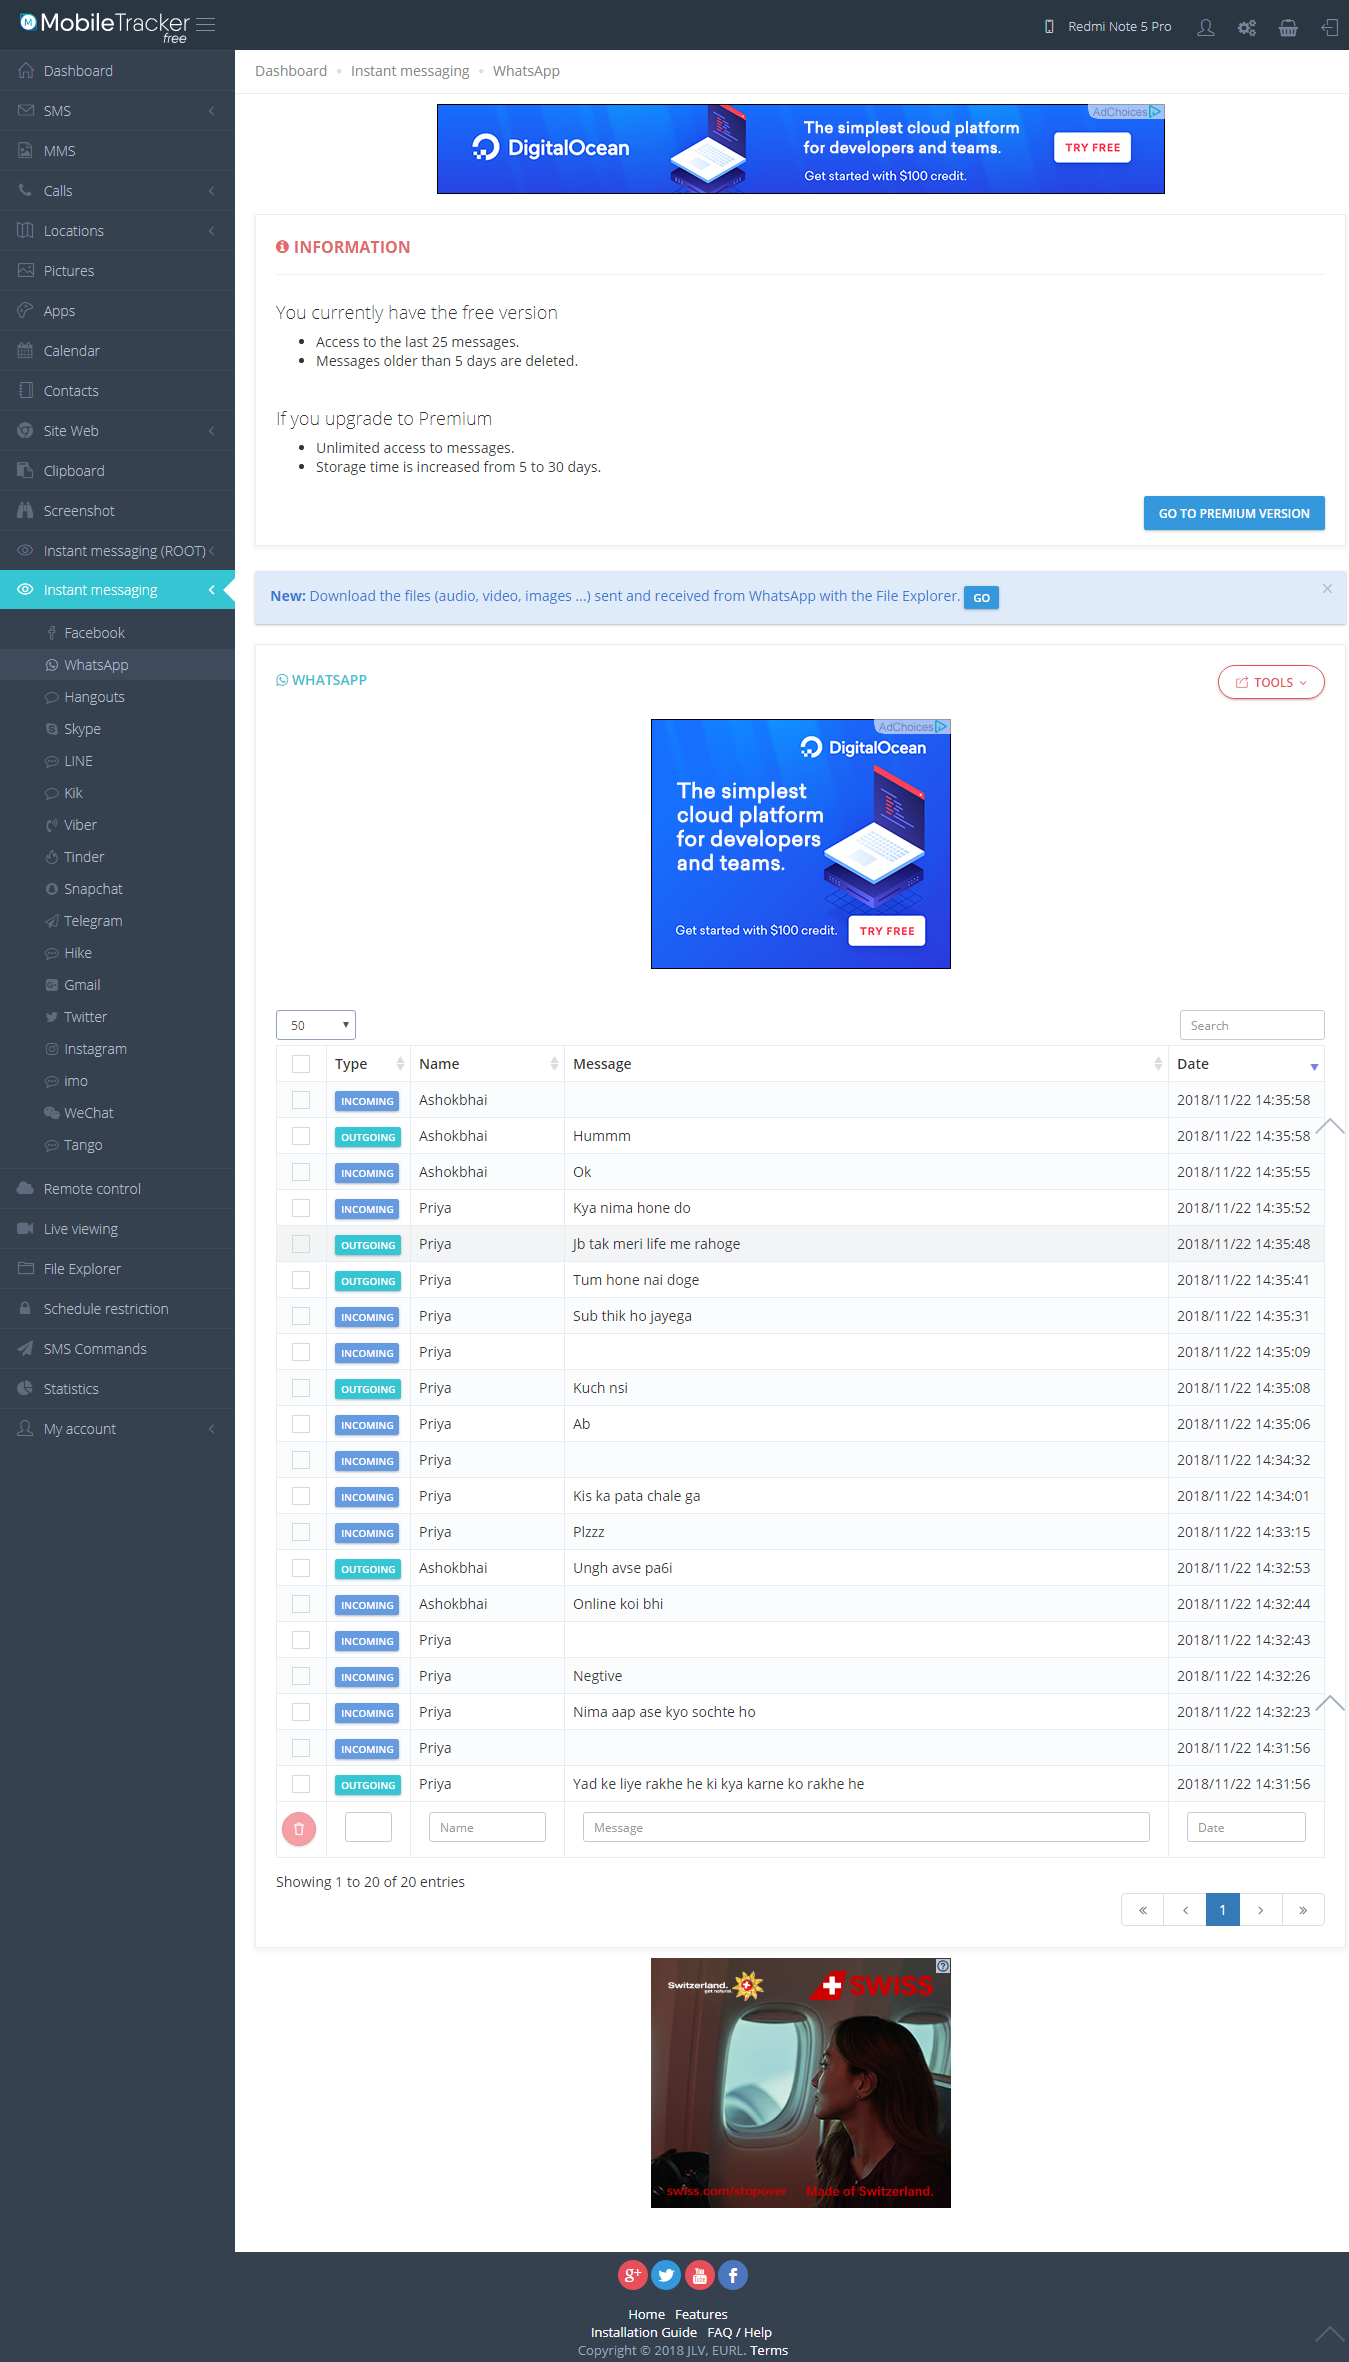 MobileTracker
free
Redmi Note 5 Pro
Dashboard
SMS
MMS
Calls
Locations
Pictures
Apps
Calendar
Contacts
Site Web
Clipboard
Screenshot
Instant messaging (ROOT)
Instant messaging
Facebook
WhatsApp
Hangouts
Skype
LINE
Kik
Viber
Tinder
Snapchat
Telegram
Hike
Gmail
Twitter
Instagram
imo
WeChat
Tango
Remote control
Live viewing
File Explorer
Schedule restriction
SMS Commands
Statistics
My account
Dashboard • Instant messaging • WhatsApp
AdChoices
DigitalOcean
The simplest cloud platform
for developers and teams.
Get started with $100 credit.
TRY FREE
INFORMATION
You currently have the free version
• Access to the last 25 messages.
• Messages older than 5 days are deleted.
If you upgrade to Premium
• Unlimited access to messages.
• Storage time is increased from 5 to 30 days.
GO TO PREMIUM VERSION
New: Download the files (audio, video, images ...) sent and received from WhatsApp with the File Explorer. GO ×
WHATSAPP
TOOLS
AdChoices
DigitalOcean
The simplest
cloud platform
for developers
and teams.
Get started with $100 credit. TRY FREE
50 Search
Type Name Message Date
INCOMING Ashokbhai 2018/11/22 14:35:58
OUTGOING Ashokbhai Hummm 2018/11/22 14:35:58
INCOMING Ashokbhai Ok 2018/11/22 14:35:55
INCOMING Priya Kya nima hone do 2018/11/22 14:35:52
OUTGOING Priya Jb tak meri life me rahoge 2018/11/22 14:35:48
OUTGOING Priya Tum hone nai doge 2018/11/22 14:35:41
INCOMING Priya Sub thik ho jayega 2018/11/22 14:35:31
INCOMING Priya 2018/11/22 14:35:09
OUTGOING Priya Kuch nsi 2018/11/22 14:35:08
INCOMING Priya Ab 2018/11/22 14:35:06
INCOMING Priya 2018/11/22 14:34:32
INCOMING Priya Kis ka pata chale ga 2018/11/22 14:34:01
INCOMING Priya Plzzz 2018/11/22 14:33:15
OUTGOING Ashokbhai Ungh avse pa6i 2018/11/22 14:32:53
INCOMING Ashokbhai Online koi bhi 2018/11/22 14:32:44
INCOMING Priya 2018/11/22 14:32:43
INCOMING Priya Negtive 2018/11/22 14:32:26
INCOMING Priya Nima aap ase kyo sochte ho 2018/11/22 14:32:23
INCOMING Priya 2018/11/22 14:31:56
OUTGOING Priya Yad ke liye rakhe he ki kya karne ko rakhe he 2018/11/22 14:31:56
Name Message Date
Showing 1 to 20 of 20 entries
« ‹ 1 › »
Switzerland.
get natural.
SWISS
swiss.com/stopover Made of Switzerland.
g+ You Tube f
Home Features
Installation Guide FAQ / Help
Copyright © 2018 JLV, EURL. Terms